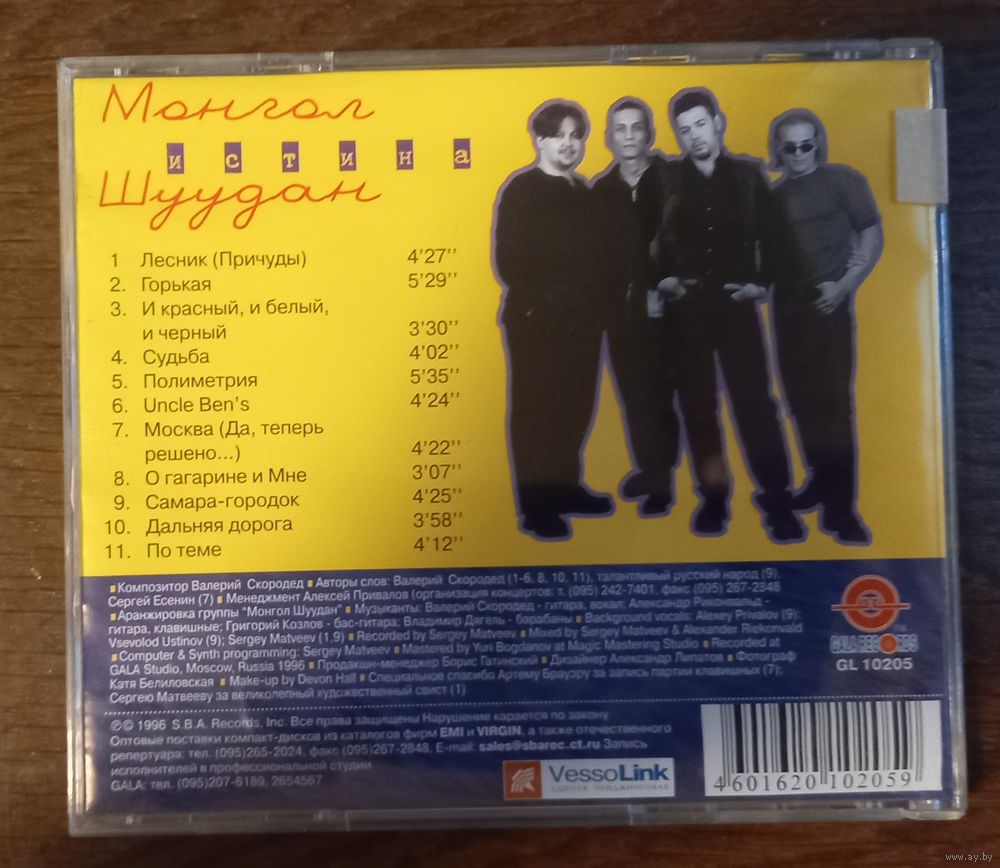 Монгол
истина
Шуудан
1 Лесник (Причуды) 4'27''
2. Горькая 5'29''
3. И красный, и белый,
и черный 3'30''
4. Судьба 4'02''
5. Полиметрия 5'35''
6. Uncle Ben's 4'24''
7. Москва (Да, теперь
решено...) 4'22''
8. О гагарине и Мне 3'07''
9. Самара-городок 4'25''
10. Дальняя дорога 3'58''
11. По теме 4'12''
Композитор Валерий Скородед Авторы слов: Валерий Скородед (1-6, 8, 10, 11), талантливый русский народ (9),
Сергей Есенин (7) Менеджмент Алексей Привалов (организация концертов: т. (095) 242-7401, факс (095) 267-2848
Аранжировка группы "Монгол Шуудан" Музыканты: Валерий Скородед - гитара, вокал; Александр Риконвальд -
гитара, клавишные; Григорий Козлов - бас-гитара; Владимир Дягель - барабаны Background vocals: Alexey Privalov (9),
Vsevolod Ustinov (9); Sergey Matveev (1,9) Recorded by Sergey Matveev Mixed by Sergey Matveev & Alexander Riekonvald
Computer & Synth programming: Sergey Matveev Mastered by Yuri Bogdanov at Magic Mastering Studio Recorded at
GALA Studio, Moscow, Russia 1996 Продакшн-менеджер Борис Гатинский Дизайнер Александр Липатов Фотограф
Катя Белиловская Make-up by Devon Hall Специальное спасибо Артему Брауэру за запись партии клавишных (7);
Сергею Матвееву за великолепный художественный свист (1)
℗© 1996 S.B.A. Records, Inc. Все права защищены Нарушение карается по закону
Оптовые поставки компакт-дисков из каталогов фирм EMI и VIRGIN, а также отечественного
репертуара: тел. (095)265-2024, факс (095)267-2848, E-mail: sales@sbarec.ct.ru Запись
исполнителей в профессиональной студии
GALA: тел. (095)207-6189, 2654567
GALA RECORDS
GL 10205
VessoLink
ЕДИНАЯ ПЕЙДЖИНГОВАЯ
4 601620 102059
www.ay.by